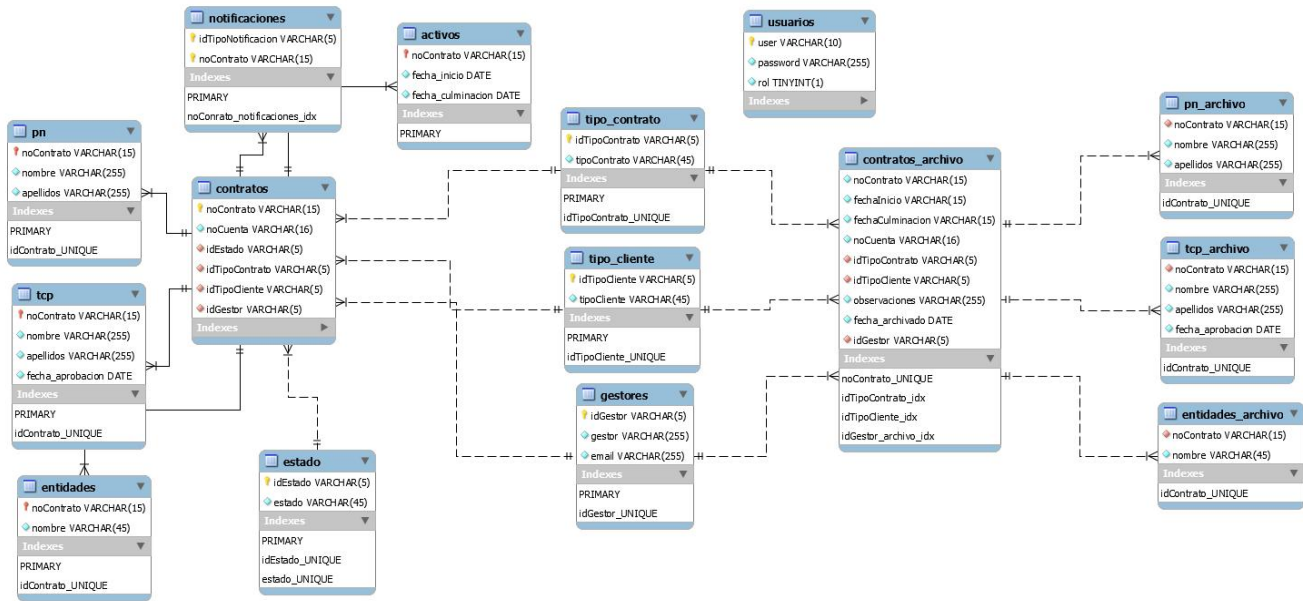 notificaciones
idTipoNotificacion VARCHAR(5)
noContrato VARCHAR(15)
Indexes
PRIMARY
noConrato_notificaciones_idx
activos
noContrato VARCHAR(15)
fecha_inicio DATE
fecha_culminacion DATE
Indexes
PRIMARY
usuarios
user VARCHAR(10)
password VARCHAR(255)
rol TINYINT(1)
Indexes
pn
noContrato VARCHAR(15)
nombre VARCHAR(255)
apellidos VARCHAR(255)
Indexes
PRIMARY
idContrato_UNIQUE
contratos
noContrato VARCHAR(15)
noCuenta VARCHAR(16)
idEstado VARCHAR(5)
idTipoContrato VARCHAR(5)
idTipoCliente VARCHAR(5)
idGestor VARCHAR(5)
Indexes
tipo_contrato
idTipoContrato VARCHAR(5)
tipoContrato VARCHAR(45)
Indexes
PRIMARY
idTipoContrato_UNIQUE
contratos_archivo
noContrato VARCHAR(15)
fechaInicio VARCHAR(15)
fechaCulminacion VARCHAR(15)
noCuenta VARCHAR(16)
idTipoContrato VARCHAR(5)
idTipoCliente VARCHAR(5)
observaciones VARCHAR(255)
fecha_archivado DATE
idGestor VARCHAR(5)
Indexes
noContrato_UNIQUE
idTipoContrato_idx
idTipoCliente_idx
idGestor_archivo_idx
pn_archivo
noContrato VARCHAR(15)
nombre VARCHAR(255)
apellidos VARCHAR(255)
Indexes
idContrato_UNIQUE
tcp
noContrato VARCHAR(15)
nombre VARCHAR(255)
apellidos VARCHAR(255)
fecha_aprobacion DATE
Indexes
PRIMARY
idContrato_UNIQUE
tipo_cliente
idTipoCliente VARCHAR(5)
tipoCliente VARCHAR(45)
Indexes
PRIMARY
idTipoCliente_UNIQUE
tcp_archivo
noContrato VARCHAR(15)
nombre VARCHAR(255)
apellidos VARCHAR(255)
fecha_aprobacion DATE
Indexes
idContrato_UNIQUE
gestores
idGestor VARCHAR(5)
gestor VARCHAR(255)
email VARCHAR(255)
Indexes
PRIMARY
idGestor_UNIQUE
entidades_archivo
noContrato VARCHAR(15)
nombre VARCHAR(45)
Indexes
idContrato_UNIQUE
estado
idEstado VARCHAR(5)
estado VARCHAR(45)
Indexes
PRIMARY
idEstado_UNIQUE
estado_UNIQUE
entidades
noContrato VARCHAR(15)
nombre VARCHAR(45)
Indexes
PRIMARY
idContrato_UNIQUE